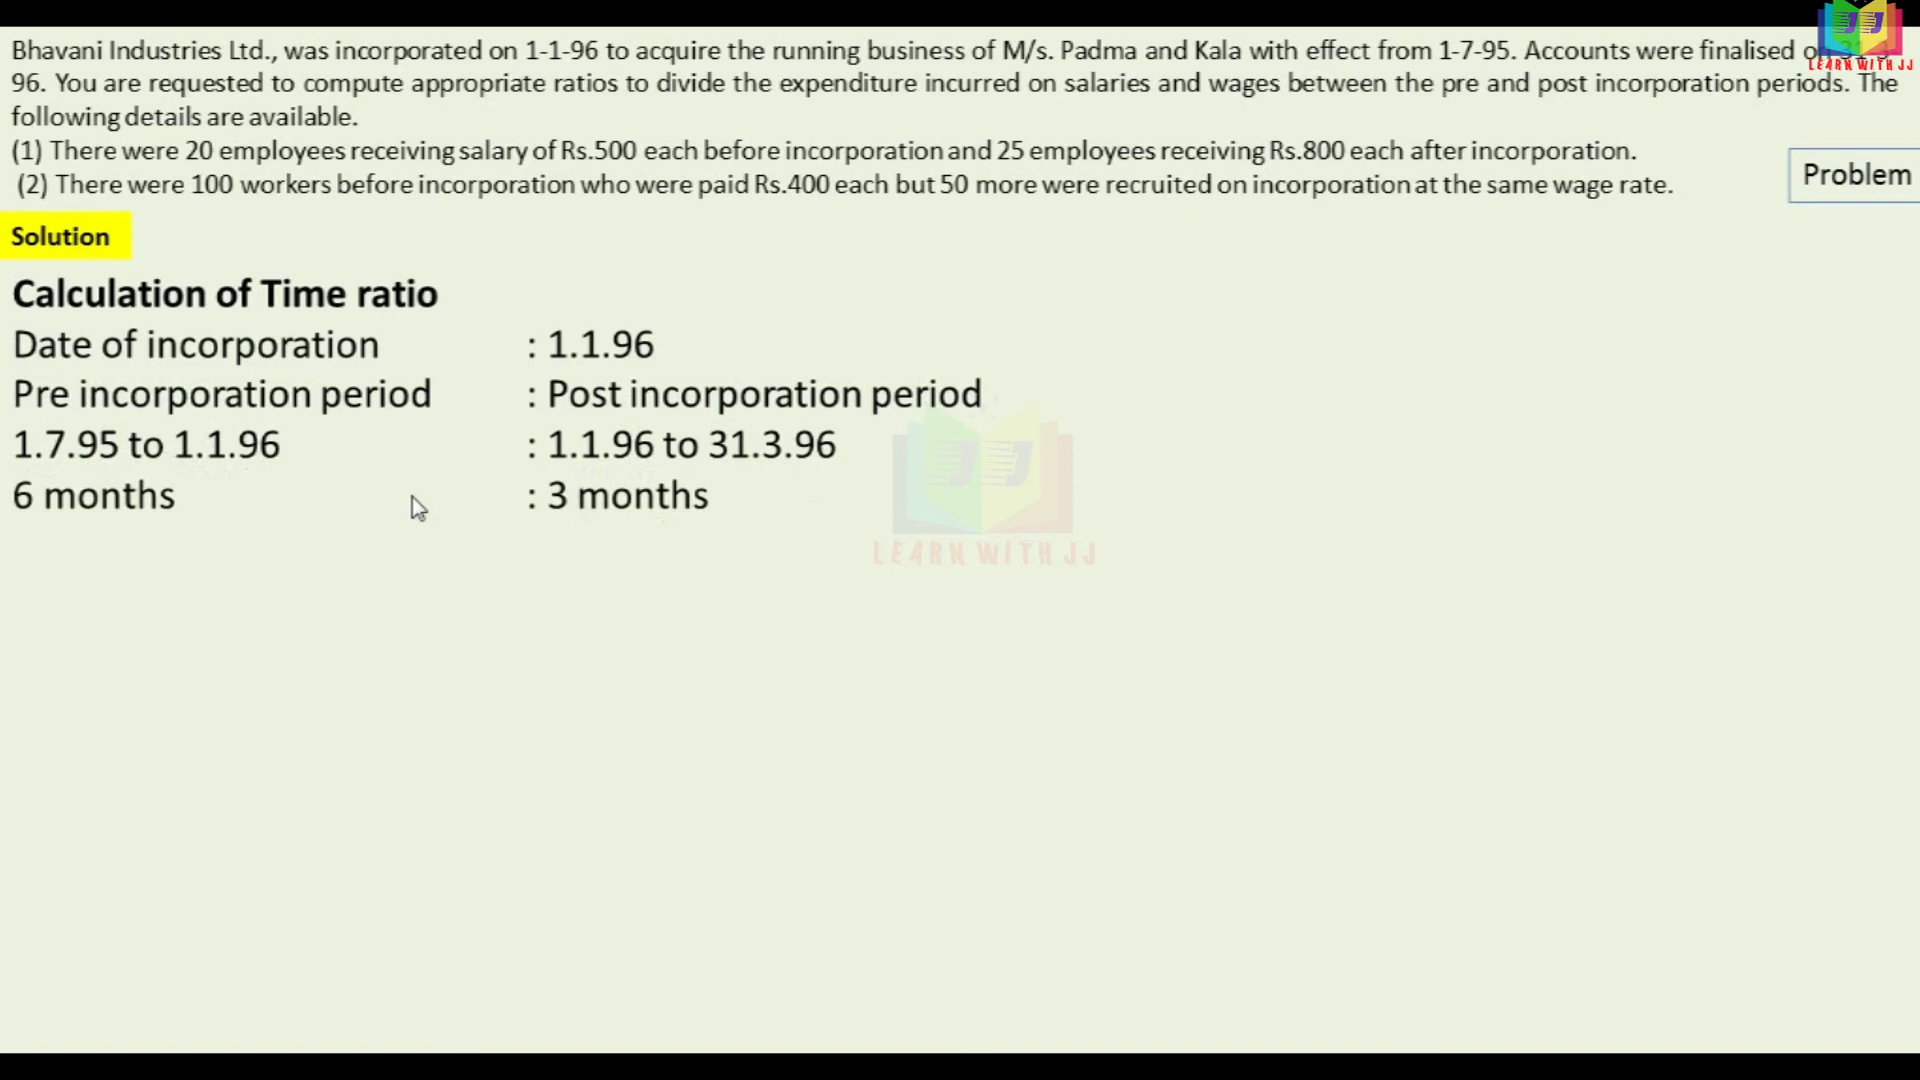 Bhavani Industries Ltd., was incorporated on 1-1-96 to acquire the running business of M/s. Padma and Kala with effect from 1-7-95. Accounts were finalised on
96. You are requested to compute appropriate ratios to divide the expenditure incurred on salaries and wages between the pre and post incorporation periods. The
following details are available.
(1) There were 20 employees receiving salary of Rs.500 each before incorporation and 25 employees receiving Rs.800 each after incorporation.
(2) There were 100 workers before incorporation who were paid Rs.400 each but 50 more were recruited on incorporation at the same wage rate.
LEARN WITH JJ
Problem
Solution
Calculation of Time ratio
Date of incorporation : 1.1.96
Pre incorporation period : Post incorporation period
1.7.95 to 1.1.96 : 1.1.96 to 31.3.96
6 months : 3 months
JJ
LEARN WITH JJ